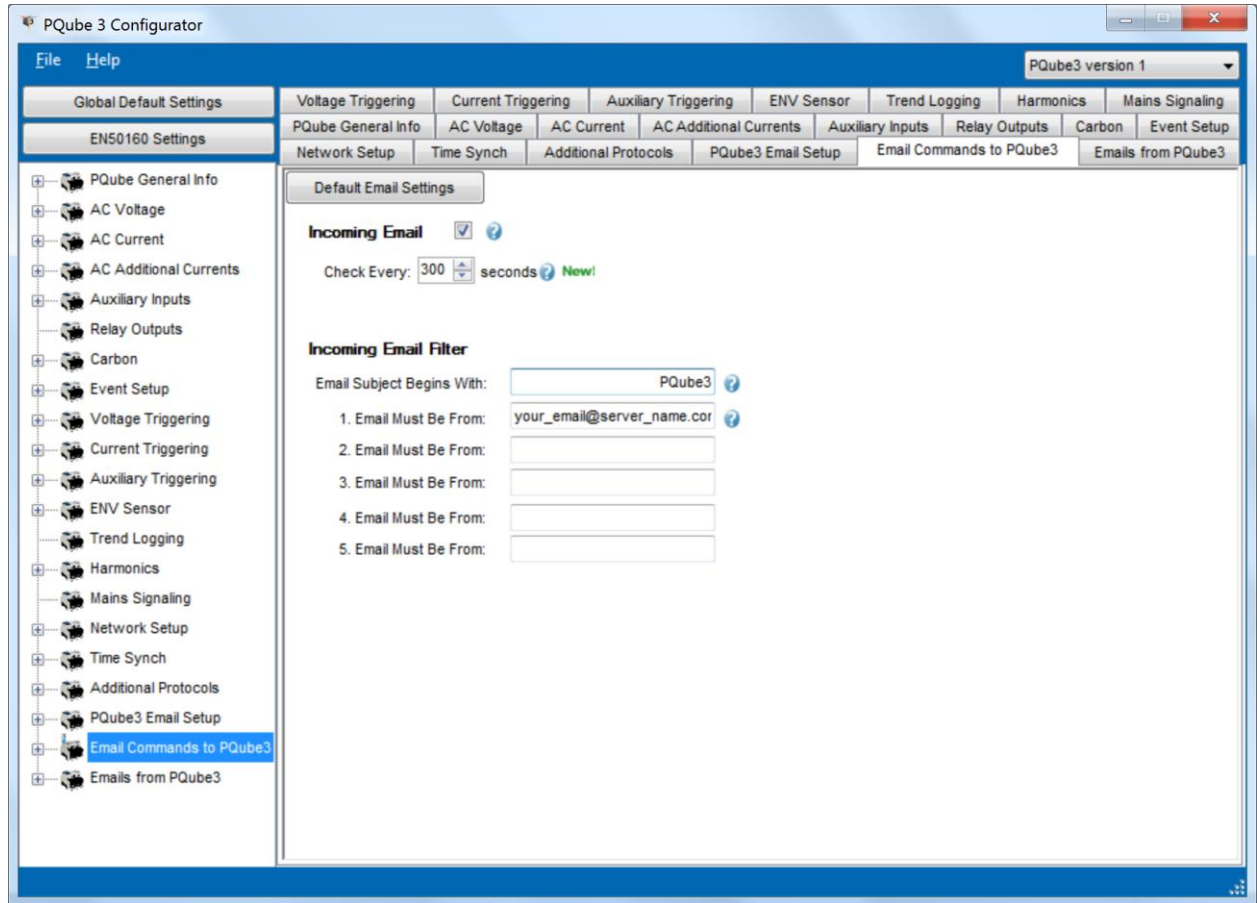 PQube 3 Configurator
File Help
PQube3 version 1
Global Default Settings
EN50160 Settings
Voltage Triggering Current Triggering Auxiliary Triggering ENV Sensor Trend Logging Harmonics Mains Signaling
PQube General Info AC Voltage AC Current AC Additional Currents Auxiliary Inputs Relay Outputs Carbon Event Setup
Network Setup Time Synch Additional Protocols PQube3 Email Setup Email Commands to PQube3 Emails from PQube3
PQube General Info
AC Voltage
AC Current
AC Additional Currents
Auxiliary Inputs
Relay Outputs
Carbon
Event Setup
Voltage Triggering
Current Triggering
Auxiliary Triggering
ENV Sensor
Trend Logging
Harmonics
Mains Signaling
Network Setup
Time Synch
Additional Protocols
PQube3 Email Setup
Email Commands to PQube3
Emails from PQube3
Default Email Settings
Incoming Email
Check Every: 300 seconds New!
Incoming Email Filter
Email Subject Begins With: PQube3
1. Email Must Be From: your_email@server_name.cor
2. Email Must Be From:
3. Email Must Be From:
4. Email Must Be From:
5. Email Must Be From: